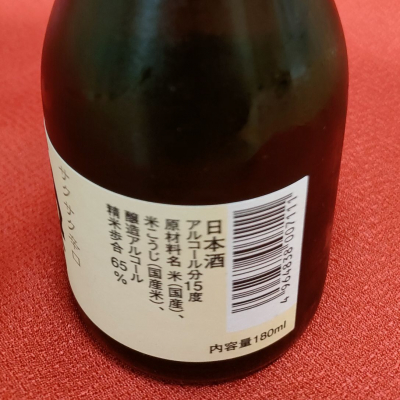 日本酒
アルコール分15度
原材料名 米(国産)、
米こうじ(国産米)、
醸造アルコール
精米歩合 65%
4964838007111
内容量180ml